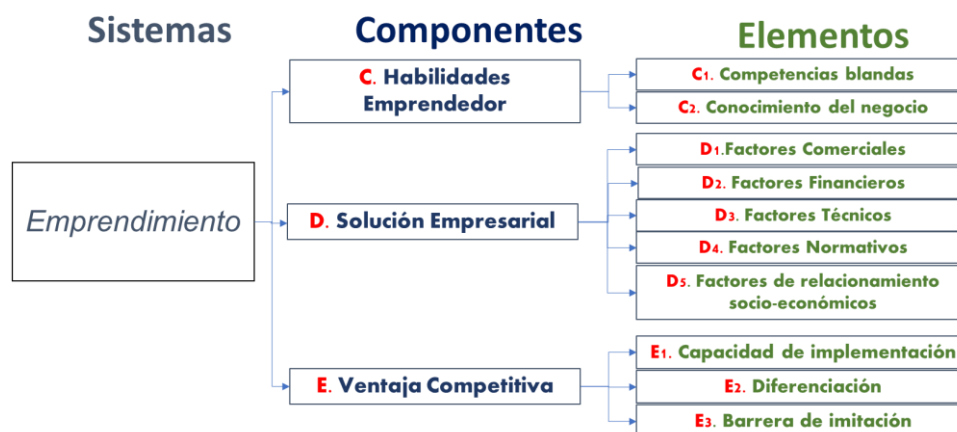 Sistemas
Componentes
Elementos
Emprendimiento
C. Habilidades
Emprendedor
C1. Competencias blandas
C2. Conocimiento del negocio
D. Solución Empresarial
D1.Factores Comerciales
D2. Factores Financieros
D3. Factores Técnicos
D4. Factores Normativos
D5. Factores de relacionamiento
socio-económicos
E. Ventaja Competitiva
E1. Capacidad de implementación
E2. Diferenciación
E3. Barrera de imitación